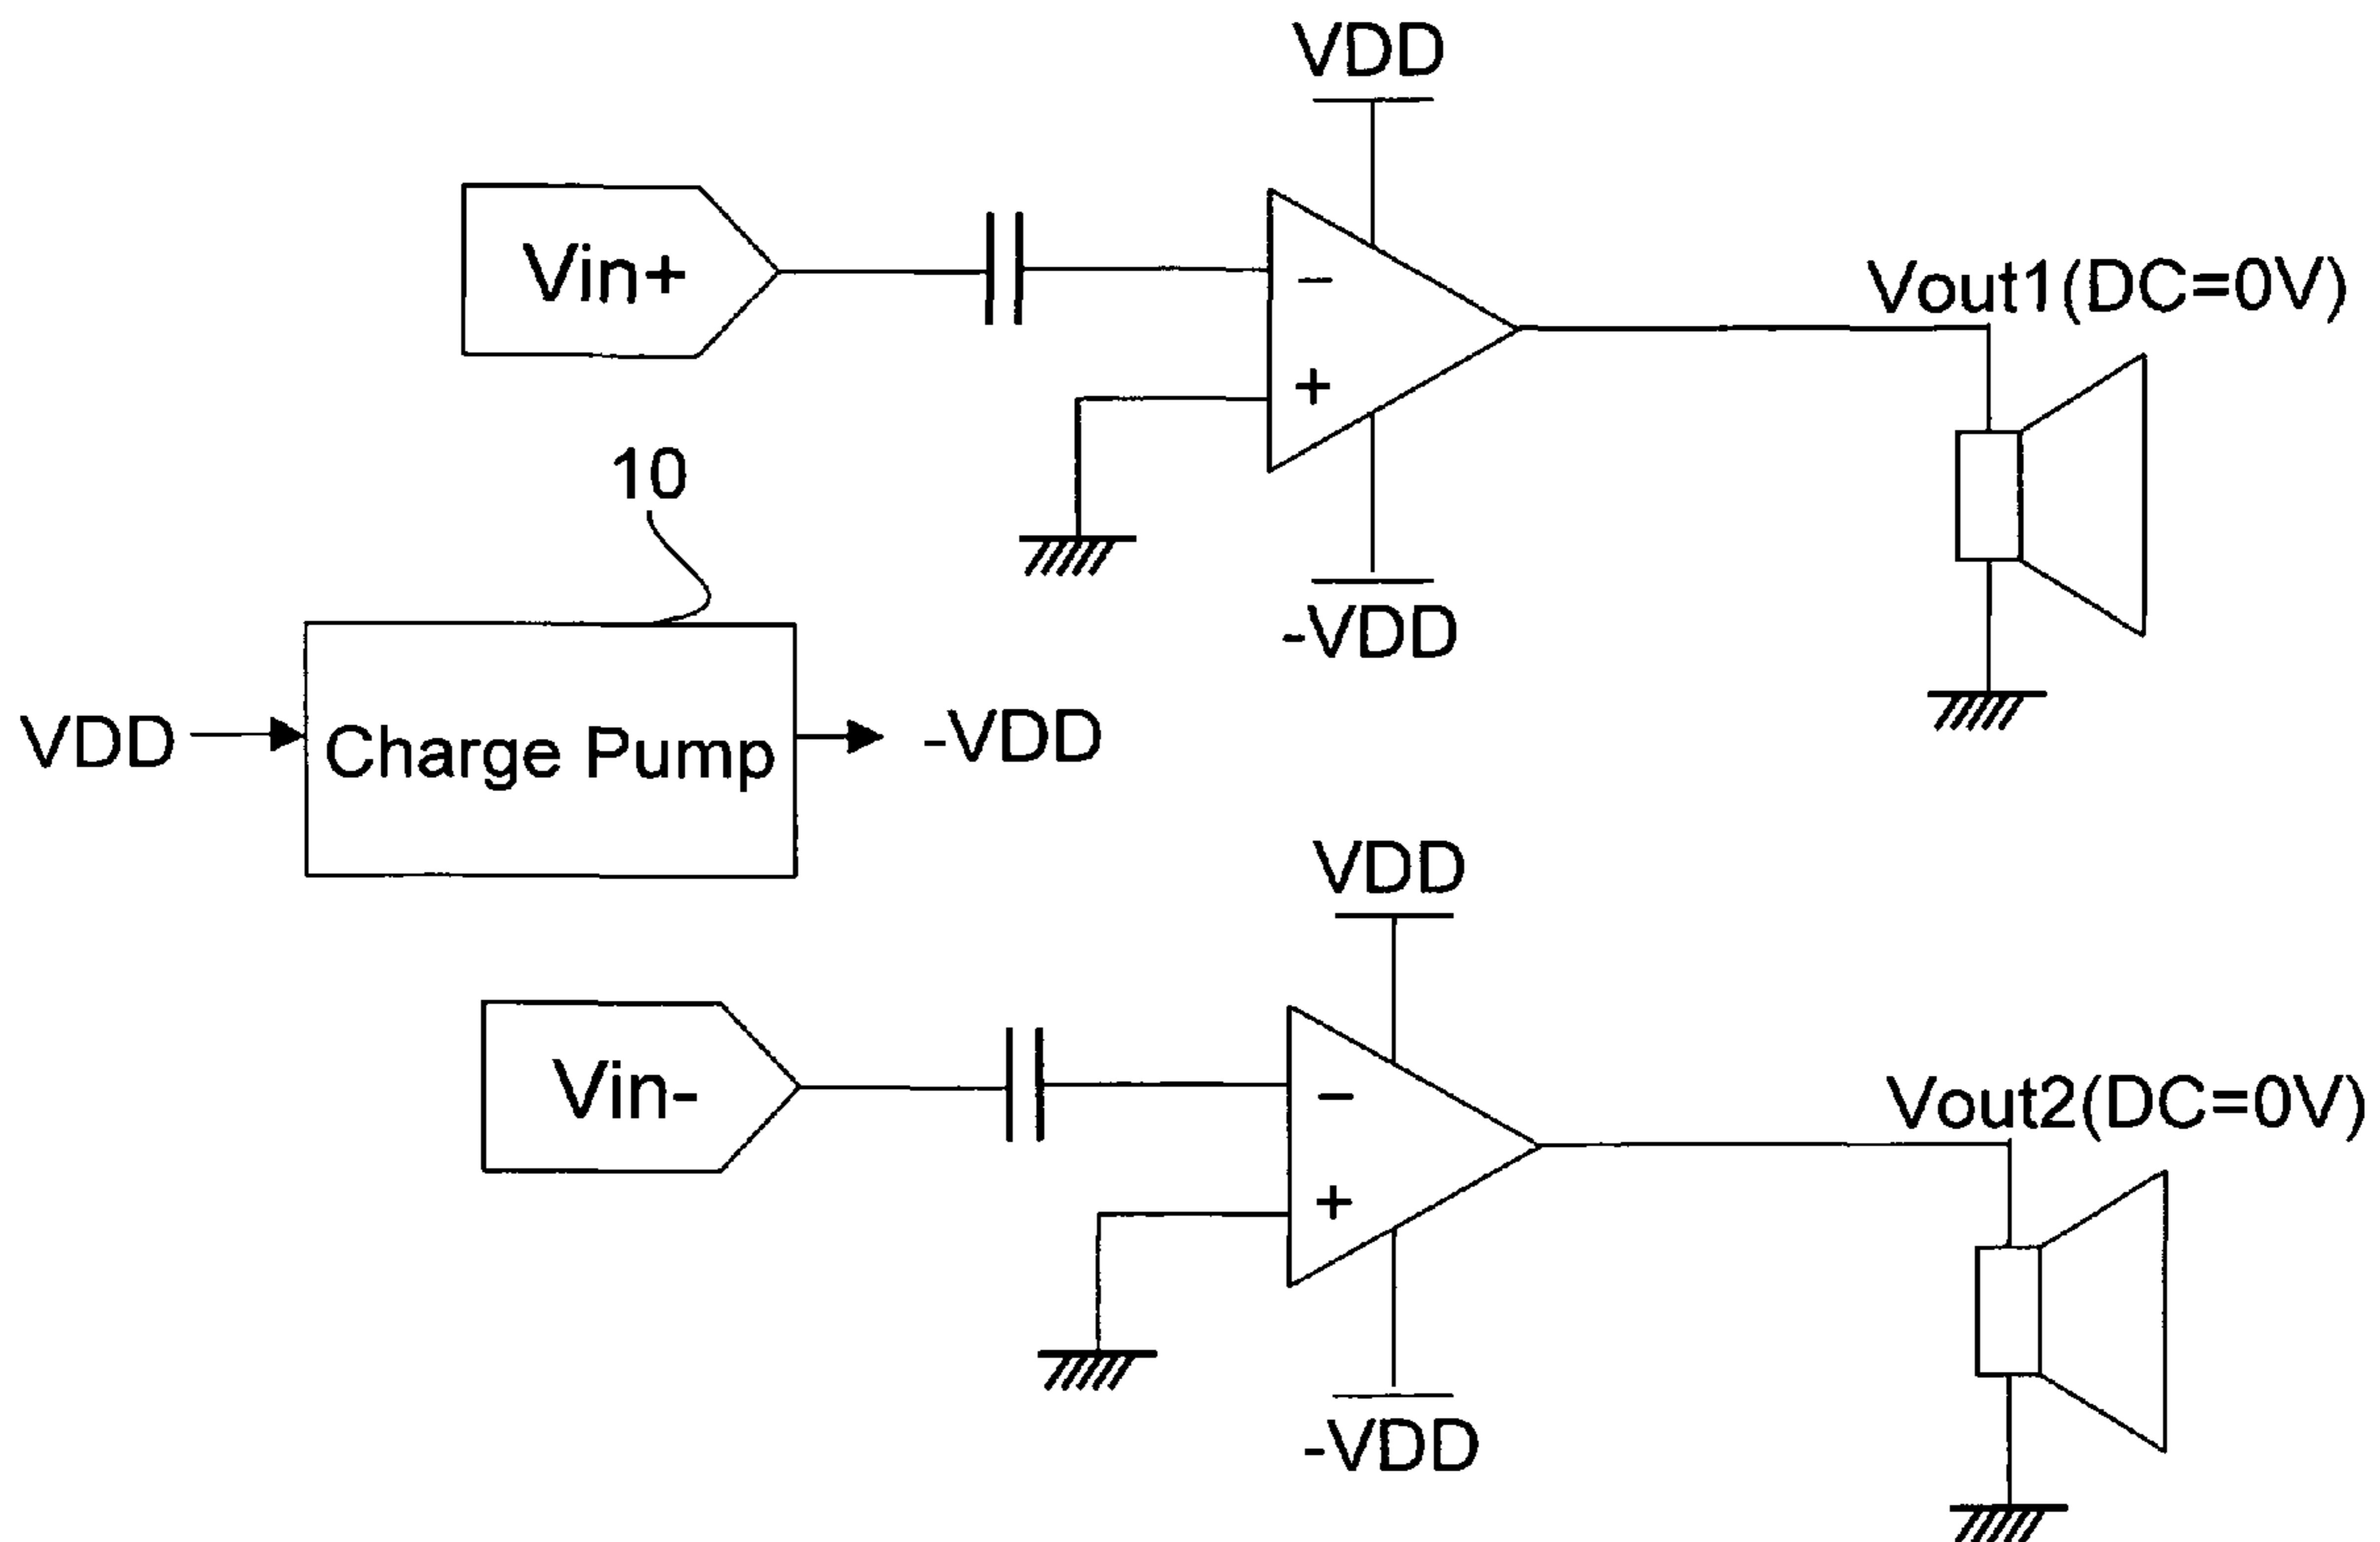 VDD
Vin+
−
+
Vout1(DC=0V)
-VDD
10
VDD
Charge Pump
-VDD
VDD
Vin-
−
+
Vout2(DC=0V)
-VDD